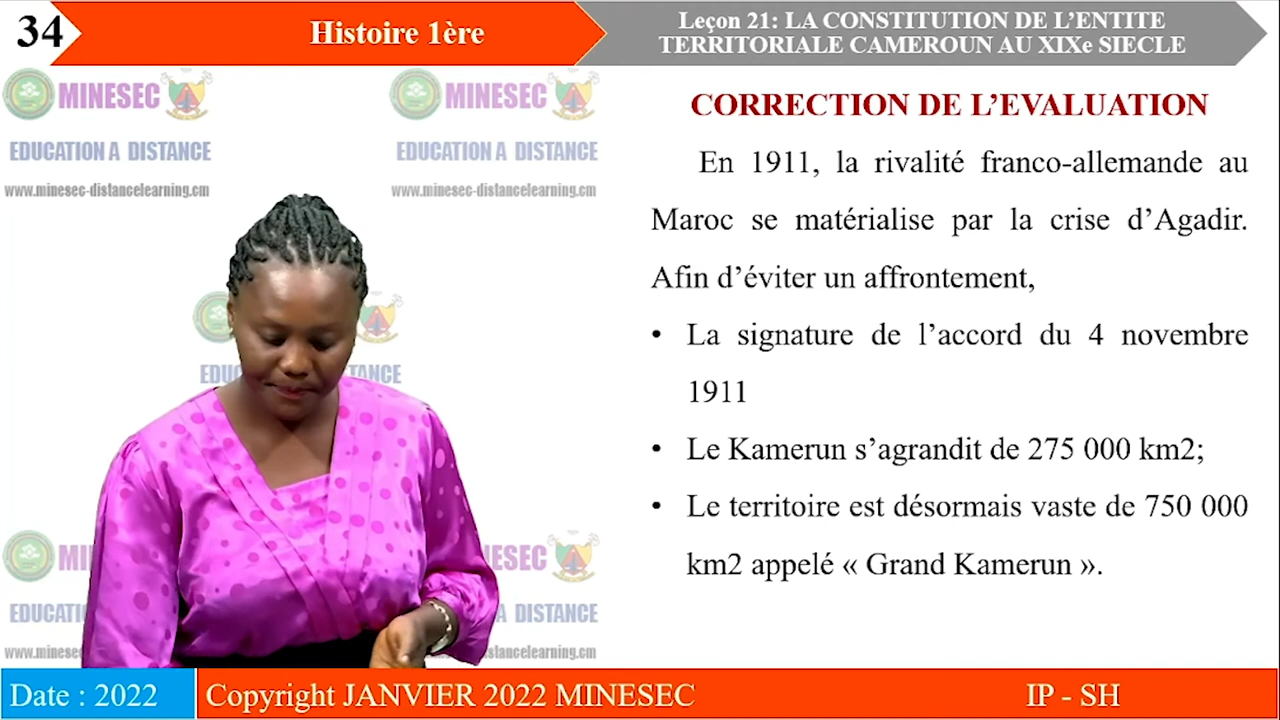 34
Histoire 1ère
Leçon 21: LA CONSTITUTION DE L’ENTITE
TERRITORIALE CAMEROUN AU XIXe SIECLE
MINESEC
EDUCATION A DISTANCE
www.minesec-distancelearning.cm
MINESEC
EDUCATION A DISTANCE
www.minesec-distancelearning.cm
CORRECTION DE L’EVALUATION
En 1911, la rivalité franco-allemande au
Maroc se matérialise par la crise d’Agadir.
Afin d’éviter un affrontement,
• La signature de l’accord du 4 novembre
1911
• Le Kamerun s’agrandit de 275 000 km2;
• Le territoire est désormais vaste de 750 000
km2 appelé « Grand Kamerun ».
Date : 2022
Copyright JANVIER 2022 MINESEC
IP - SH